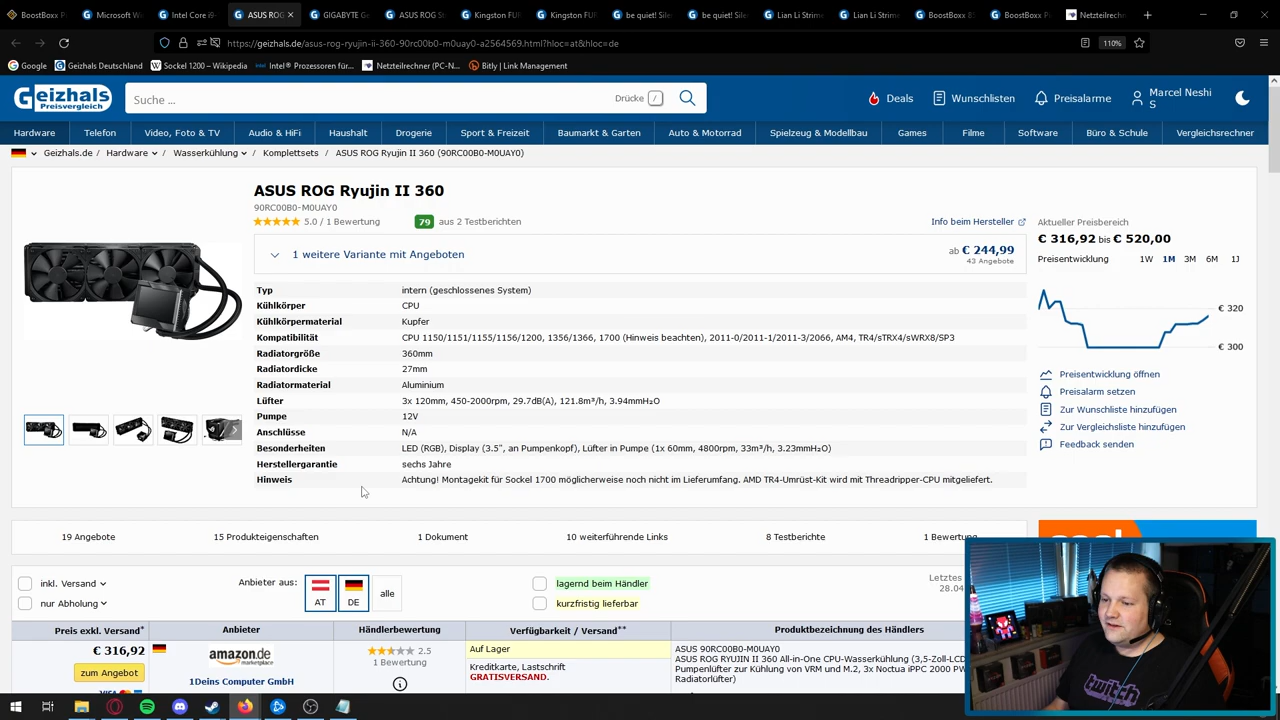 BoostBoxx P
Microsoft W
Intel Core i9-
ASUS ROG
GIGABYTE Ge
ASUS ROG St
Kingston FUR
Kingston FUR
be quiet! Siler
be quiet! Siler
Lian Li Strime
Lian Li Strime
BoostBoxx
BoostBoxx P
Netzteilrechn
https://geizhals.de/asus-rog-ryujin-ii-360-90rc00b0-m0uay0-a2564569.html?hloc=at&hloc=de
110%
Google
Geizhals Deutschland
Sockel 1200 – Wikipedia
Intel® Prozessoren für...
Netzteilrechner (PC-N...
Bitly | Link Management
Geizhals
Preisvergleich
Suche ...
Drücke /
Deals
Wunschlisten
Preisalarme
Marcel Neshi
S
Hardware
Telefon
Video, Foto & TV
Audio & HiFi
Haushalt
Drogerie
Sport & Freizeit
Baumarkt & Garten
Auto & Motorrad
Spielzeug & Modellbau
Games
Filme
Software
Büro & Schule
Vergleichsrechner
Geizhals.de / Hardware / Wasserkühlung / Komplettsets / ASUS ROG Ryujin II 360 (90RC00B0-M0UAY0)
ASUS ROG Ryujin II 360
90RC00B0-M0UAY0
5.0 / 1 Bewertung
79 aus 2 Testberichten
Info beim Hersteller
1 weitere Variante mit Angeboten
ab € 244,99
43 Angebote
Typ intern (geschlossenes System)
Kühlkörper CPU
Kühlkörpermaterial Kupfer
Kompatibilität CPU 1150/1151/1155/1156/1200, 1356/1366, 1700 (Hinweis beachten), 2011-0/2011-1/2011-3/2066, AM4, TR4/sTRX4/sWRX8/SP3
Radiatorgröße 360mm
Radiatordicke 27mm
Radiatormaterial Aluminium
Lüfter 3x 120mm, 450-2000rpm, 29.7dB(A), 121.8m³/h, 3.94mmH₂O
Pumpe 12V
Anschlüsse N/A
Besonderheiten LED (RGB), Display (3.5", an Pumpenkopf), Lüfter in Pumpe (1x 60mm, 4800rpm, 33m³/h, 3.23mmH₂O)
Herstellergarantie sechs Jahre
Hinweis Achtung! Montagekit für Sockel 1700 möglicherweise noch nicht im Lieferumfang. AMD TR4-Umrüst-Kit wird mit Threadripper-CPU mitgeliefert.
Aktueller Preisbereich
€ 316,92 bis € 520,00
Preisentwicklung 1W 1M 3M 6M 1J
€ 320
€ 300
Preisentwicklung öffnen
Preisalarm setzen
Zur Wunschliste hinzufügen
Zur Vergleichsliste hinzufügen
Feedback senden
19 Angebote
15 Produkteigenschaften
1 Dokument
10 weiterführende Links
8 Testberichte
1 Bewertung
inkl. Versand
nur Abholung
Anbieter aus:
AT
DE
alle
lagernd beim Händler
kurzfristig lieferbar
Letztes
28.04
Preis exkl. Versand*
Anbieter
Händlerbewertung
Verfügbarkeit / Versand**
Produktbezeichnung des Händlers
€ 316,92
zum Angebot
VISA
amazon.de
marketplace
1Deins Computer GmbH
2.5
1 Bewertung
Auf Lager
Kreditkarte, Lastschrift
GRATISVERSAND.
ASUS 90RC00B0-M0UAY0
ASUS ROG RYUJIN II 360 All-in-One CPU-Wasserkühlung (3,5-Zoll-LCD
Pumpenlüfter zur Kühlung von VRM und M.2, 3x Noctua iPPC 2000 PW
Radiatorlüfter)
twitch